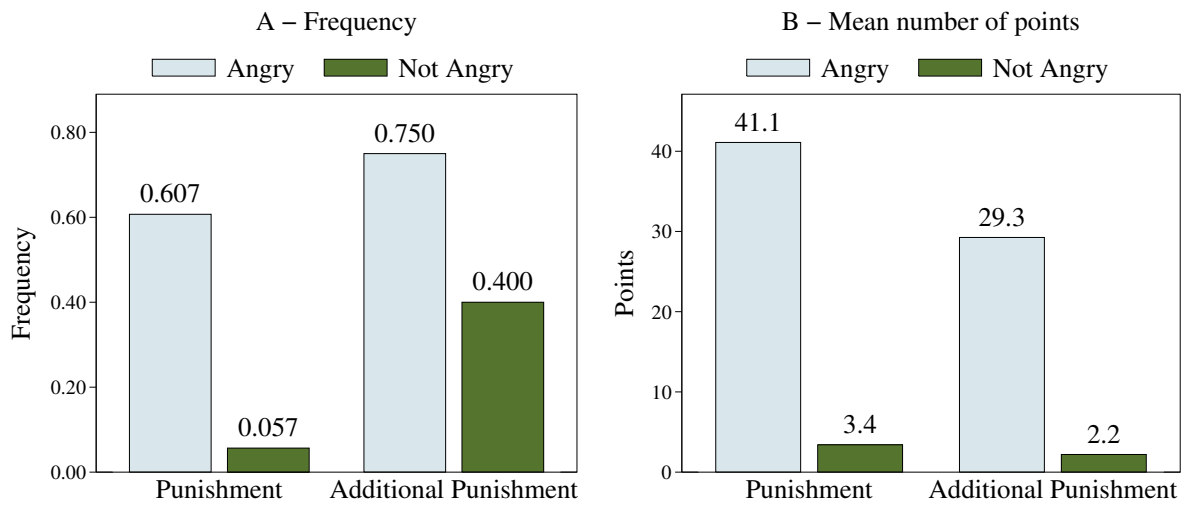 A − Frequency
Angry Not Angry
Frequency
0.80
0.60
0.40
0.20
0.00
0.607
0.057
0.750
0.400
Punishment Additional Punishment
B − Mean number of points
Angry Not Angry
Points
40
30
20
10
0
41.1
3.4
29.3
2.2
Punishment Additional Punishment